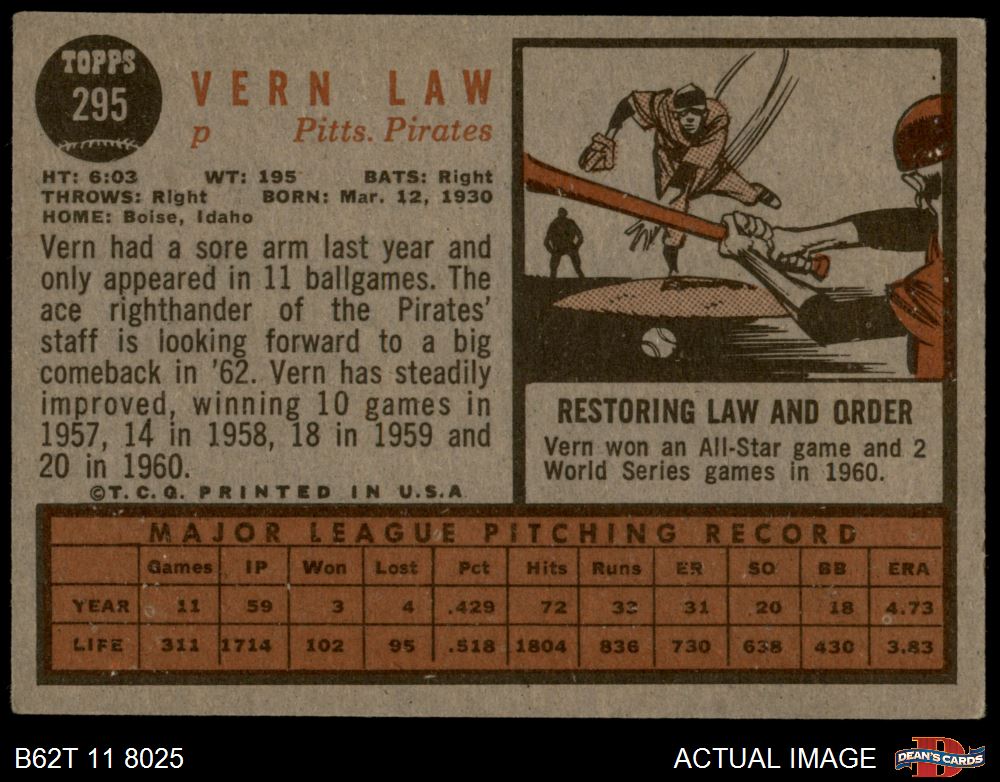 TOPPS
295
VERN LAW
p Pitts. Pirates
HT: 6:03 WT: 195 BATS: Right
THROWS: Right BORN: Mar. 12, 1930
HOME: Boise, Idaho
Vern had a sore arm last year and
only appeared in 11 ballgames. The
ace righthander of the Pirates'
staff is looking forward to a big
comeback in '62. Vern has steadily
improved, winning 10 games in
1957, 14 in 1958, 18 in 1959 and
20 in 1960.
©T.C.G. PRINTED IN U.S.A.
RESTORING LAW AND ORDER
Vern won an All-Star game and 2
World Series games in 1960.
MAJOR LEAGUE PITCHING RECORD
Games IP Won Lost Pct Hits Runs ER SO BB ERA
YEAR 11 59 3 4 .429 72 33 31 20 18 4.73
LIFE 311 1714 102 95 .518 1804 836 730 638 430 3.83
B62T 11 8025
ACTUAL IMAGE
D
DEAN'S CARDS